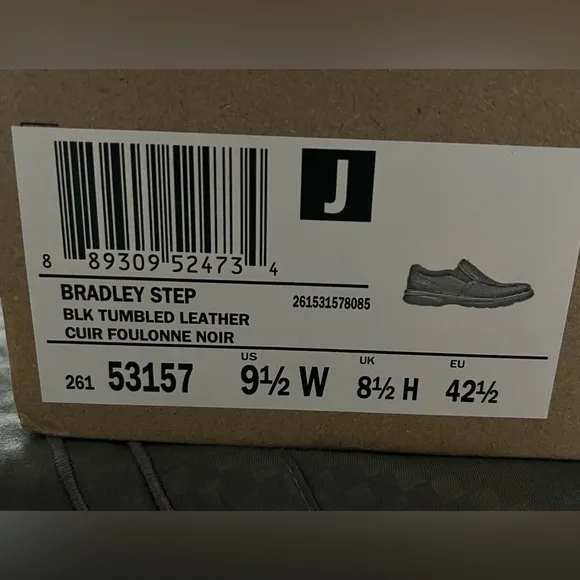 J
8 89309 52473 4
BRADLEY STEP 261531578085
BLK TUMBLED LEATHER
CUIR FOULONNE NOIR
US UK EU
261 53157 9½ W 8½ H 42½